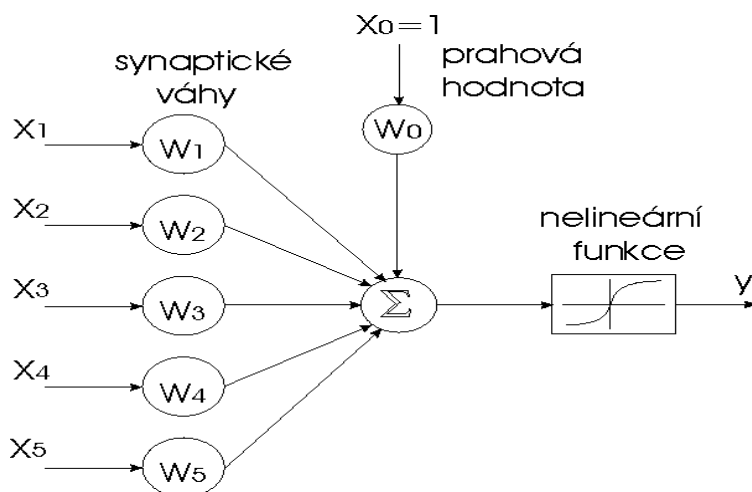 X0=1
synaptické
váhy
prahová
hodnota
X1
W1
W0
X2
W2
X3
W3
Σ
nelineární
funkce
y
X4
W4
X5
W5